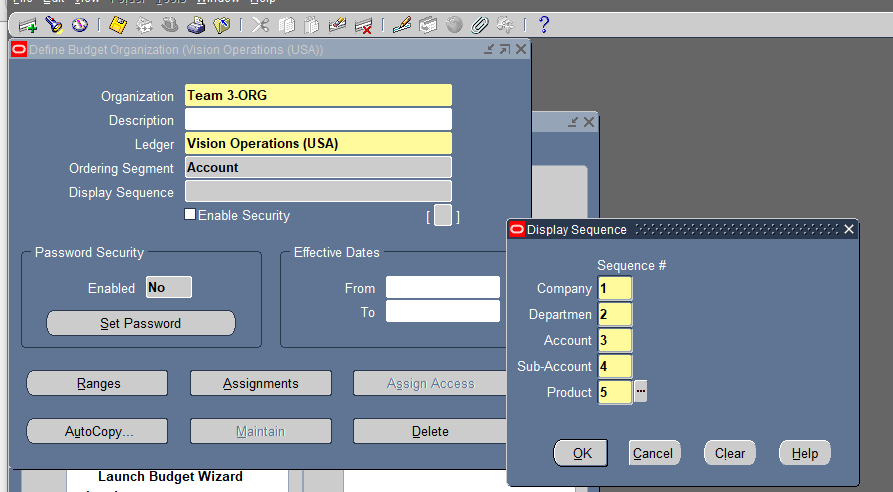 Define Budget Organization (Vision Operations (USA))
Organization Team 3-ORG
Description
Ledger Vision Operations (USA)
Ordering Segment Account
Display Sequence
Enable Security [ ]
Password Security
Enabled No
Set Password
Effective Dates
From
To
Ranges Assignments Assign Access
AutoCopy... Maintain Delete
Launch Budget Wizard
Display Sequence
Sequence #
Company 1
Departmen 2
Account 3
Sub-Account 4
Product 5 ...
OK Cancel Clear Help